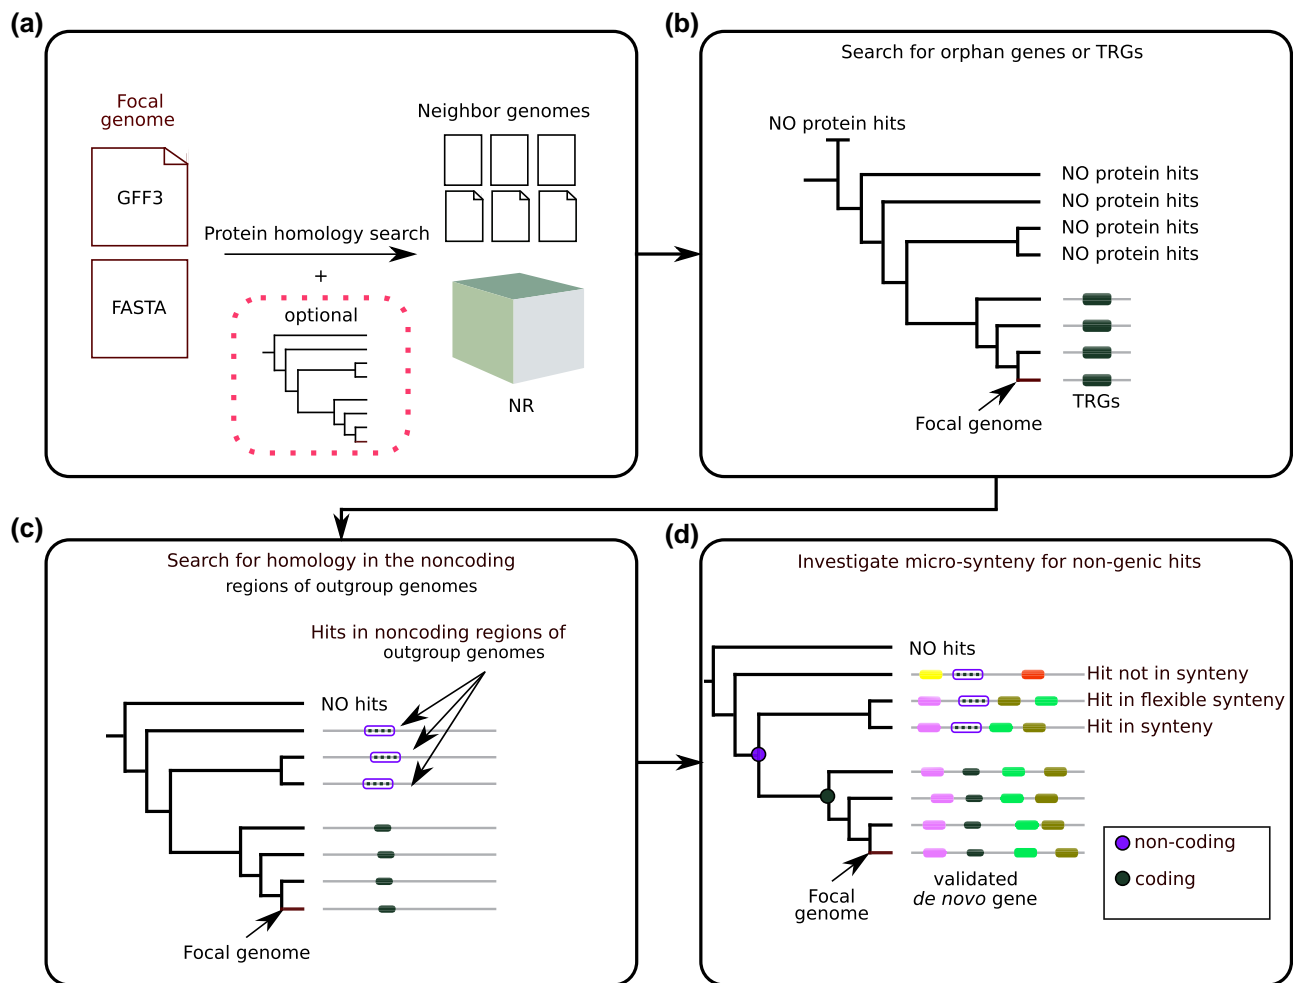 (a)
Focal
genome
GFF3
FASTA
Protein homology search
+
optional
Neighbor genomes
NR
(b)
Search for orphan genes or TRGs
NO protein hits
NO protein hits
NO protein hits
NO protein hits
NO protein hits
TRGs
Focal genome
(c)
Search for homology in the noncoding
regions of outgroup genomes
Hits in noncoding regions of
outgroup genomes
NO hits
Focal genome
(d)
Investigate micro-synteny for non-genic hits
NO hits
Hit not in synteny
Hit in flexible synteny
Hit in synteny
Focal
genome
validated
de novo gene
non-coding
coding